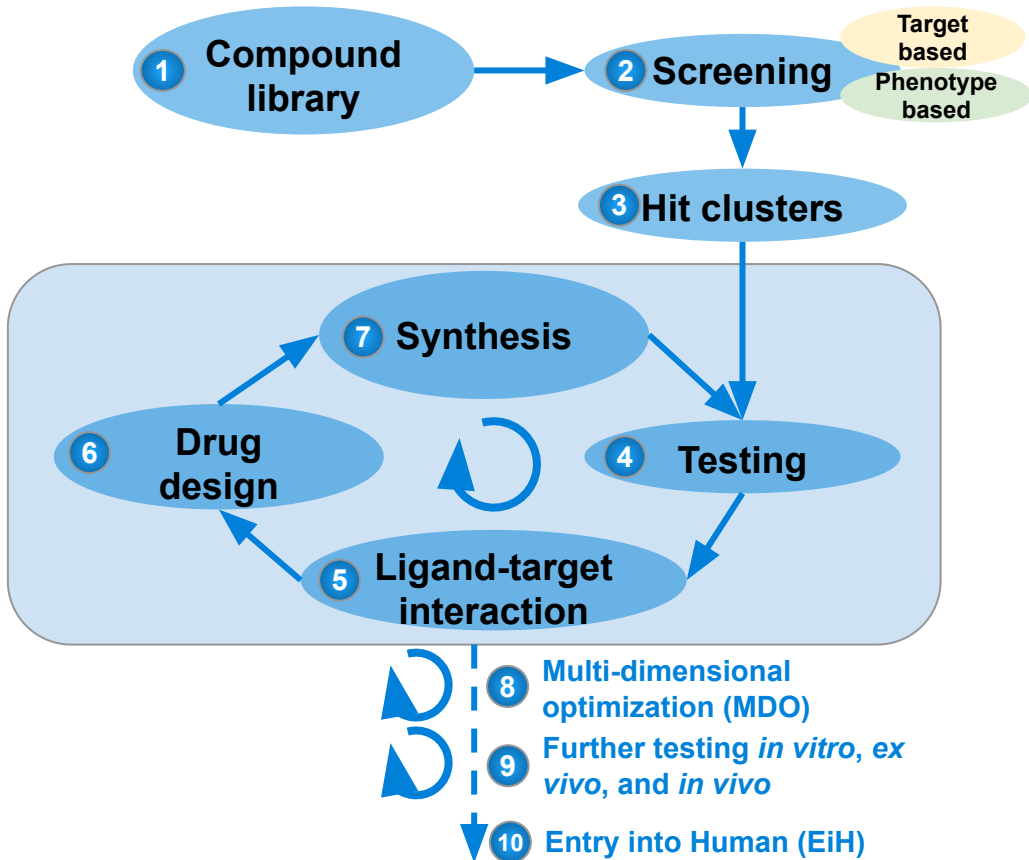 1
Compound
library
2
Screening
Target
based
Phenotype
based
3
Hit clusters
7
Synthesis
6
Drug
design
4
Testing
5
Ligand-target
interaction
8
Multi-dimensional
optimization (MDO)
9
Further testing in vitro, ex
vivo, and in vivo
10
Entry into Human (EiH)